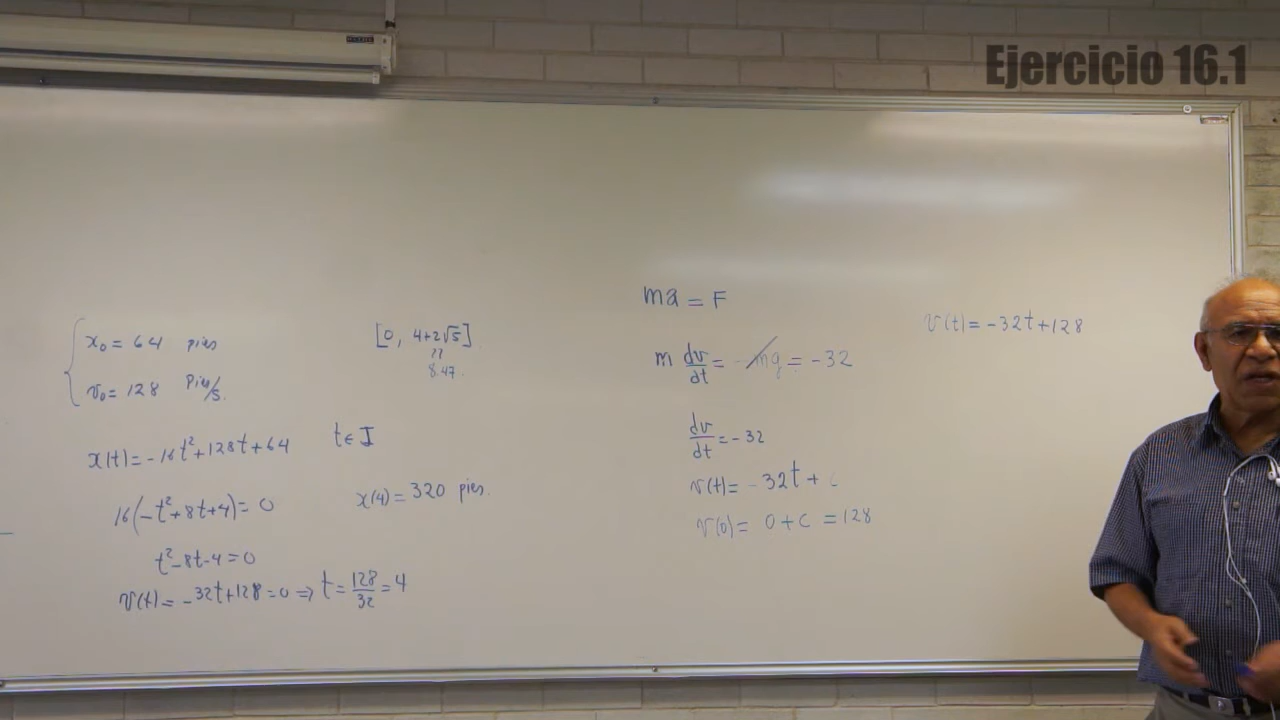 Ejercicio 16.1
x₀ = 64 pies
v₀ = 128 Pies/s.
x(t) = -16t² + 128t + 64
t ∈ I
16(-t² + 8t + 4) = 0
t² - 8t - 4 = 0
v(t) = -32t + 128 = 0 ⇒ t = 128/32 = 4
[0, 4+2√5]
8.47.
x(4) = 320 pies.
ma = F
m dv/dt = -mg = -32
dv/dt = -32
v(t) = -32t + C
v(0) = 0 + C = 128
v(t) = -32t + 128